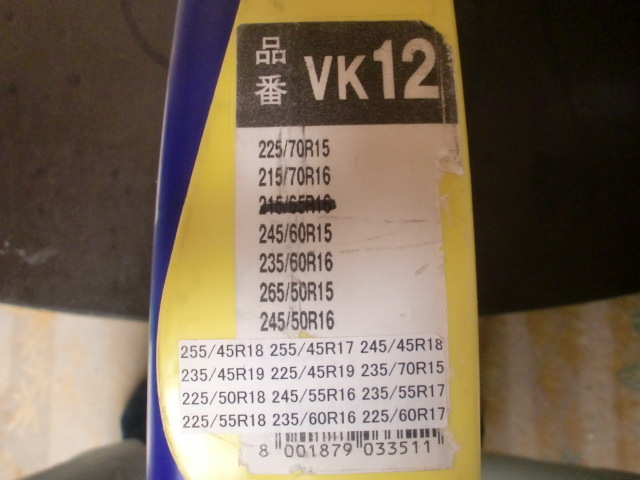 品番 VK12
225/70R15
215/70R16
215/65R16
245/60R15
235/60R16
265/50R15
245/50R16
255/45R18 255/45R17 245/45R18
235/45R19 225/45R19 235/70R15
225/50R18 245/55R16 235/55R17
225/55R18 235/60R16 225/60R17
8 001879 033511